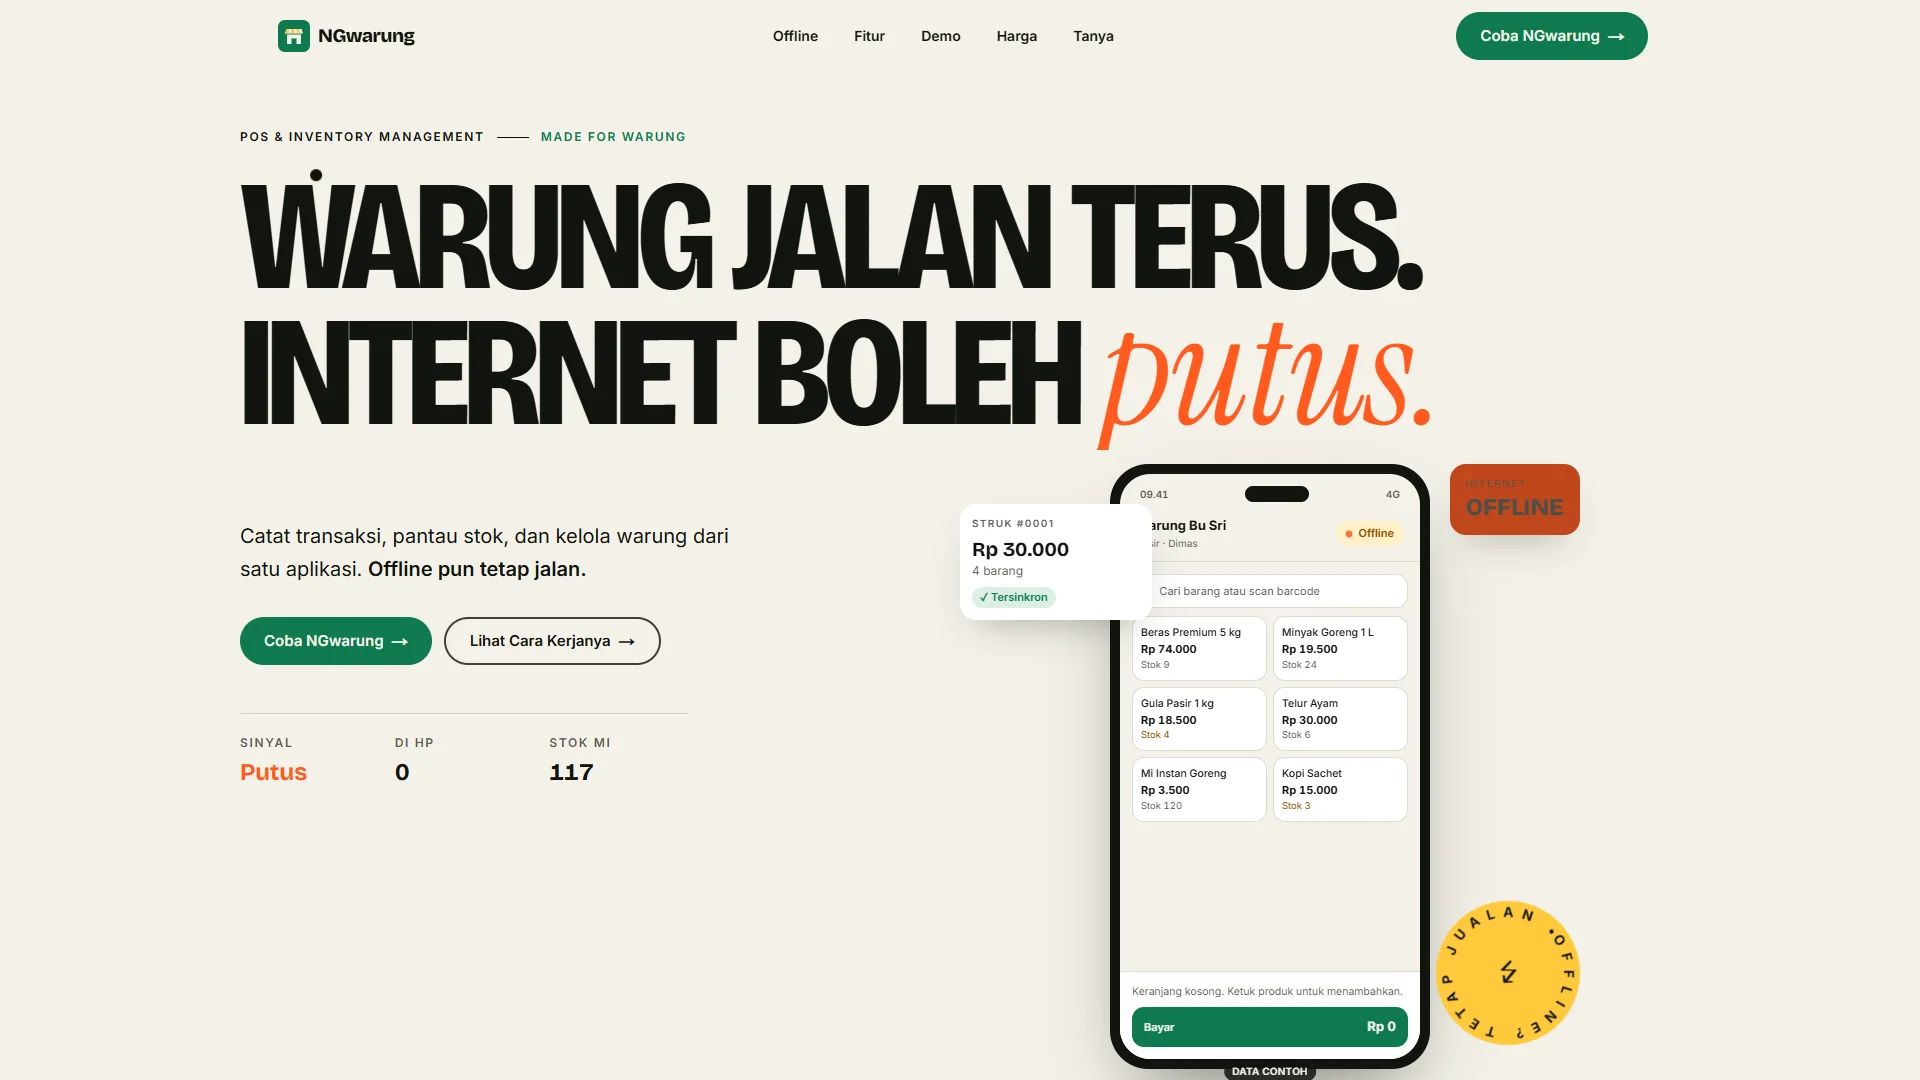 NGwarung
Offline
Fitur
Demo
Harga
Tanya
Coba NGwarung →
POS & INVENTORY MANAGEMENT — MADE FOR WARUNG
WARUNG JALAN TERUS.
INTERNET BOLEH putus.
Catat transaksi, pantau stok, dan kelola warung dari
satu aplikasi. Offline pun tetap jalan.
Coba NGwarung →
Lihat Cara Kerjanya →
SINYAL
Putus
DI HP
0
STOK MI
117
STRUK #0001
Rp 30.000
4 barang
✓ Tersinkron
09.41
4G
arung Bu Sri
sir · Dimas
Offline
Cari barang atau scan barcode
Beras Premium 5 kg
Rp 74.000
Stok 9
Minyak Goreng 1 L
Rp 19.500
Stok 24
Gula Pasir 1 kg
Rp 18.500
Stok 4
Telur Ayam
Rp 30.000
Stok 6
Mi Instan Goreng
Rp 3.500
Stok 120
Kopi Sachet
Rp 15.000
Stok 3
Keranjang kosong. Ketuk produk untuk menambahkan.
Bayar
Rp 0
DATA CONTOH
INTERNET
OFFLINE
OFFLINE? TETAP JUALAN •